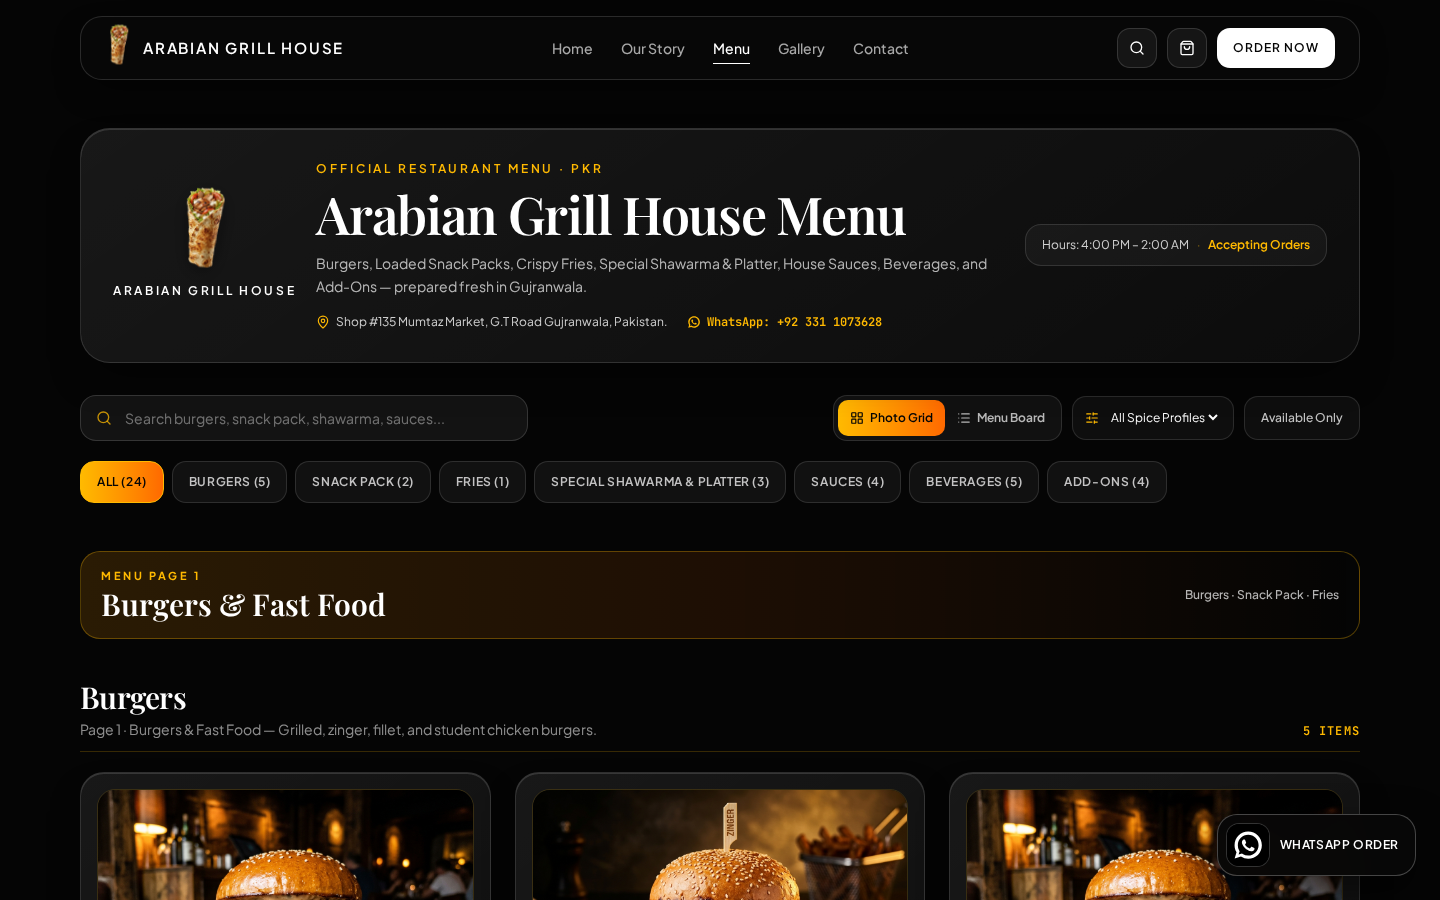 ARABIAN GRILL HOUSE
Home
Our Story
Menu
Gallery
Contact
ORDER NOW
ARABIAN GRILL HOUSE
OFFICIAL RESTAURANT MENU · PKR
Arabian Grill House Menu
Burgers, Loaded Snack Packs, Crispy Fries, Special Shawarma & Platter, House Sauces, Beverages, and
Add-Ons — prepared fresh in Gujranwala.
Shop #135 Mumtaz Market, G.T Road Gujranwala, Pakistan.
WhatsApp: +92 331 1073628
Hours: 4:00 PM – 2:00 AM · Accepting Orders
Search burgers, snack pack, shawarma, sauces...
Photo Grid
Menu Board
All Spice Profiles
Available Only
ALL (24)
BURGERS (5)
SNACK PACK (2)
FRIES (1)
SPECIAL SHAWARMA & PLATTER (3)
SAUCES (4)
BEVERAGES (5)
ADD-ONS (4)
MENU PAGE 1
Burgers & Fast Food
Burgers · Snack Pack · Fries
Burgers
Page 1 · Burgers & Fast Food — Grilled, zinger, fillet, and student chicken burgers.
5 ITEMS
ZINGER
WHATSAPP ORDER